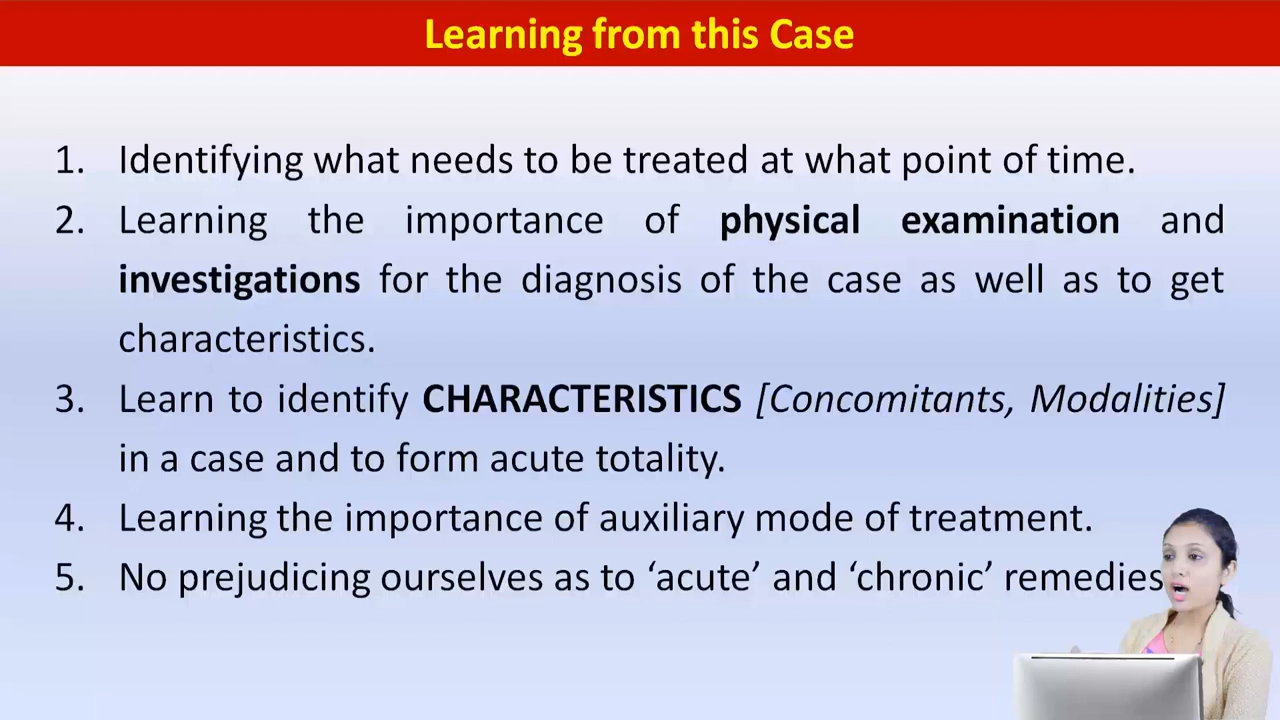 Learning from this Case
1. Identifying what needs to be treated at what point of time.
2. Learning the importance of physical examination and
investigations for the diagnosis of the case as well as to get
characteristics.
3. Learn to identify CHARACTERISTICS [Concomitants, Modalities]
in a case and to form acute totality.
4. Learning the importance of auxiliary mode of treatment.
5. No prejudicing ourselves as to ‘acute’ and ‘chronic’ remedies